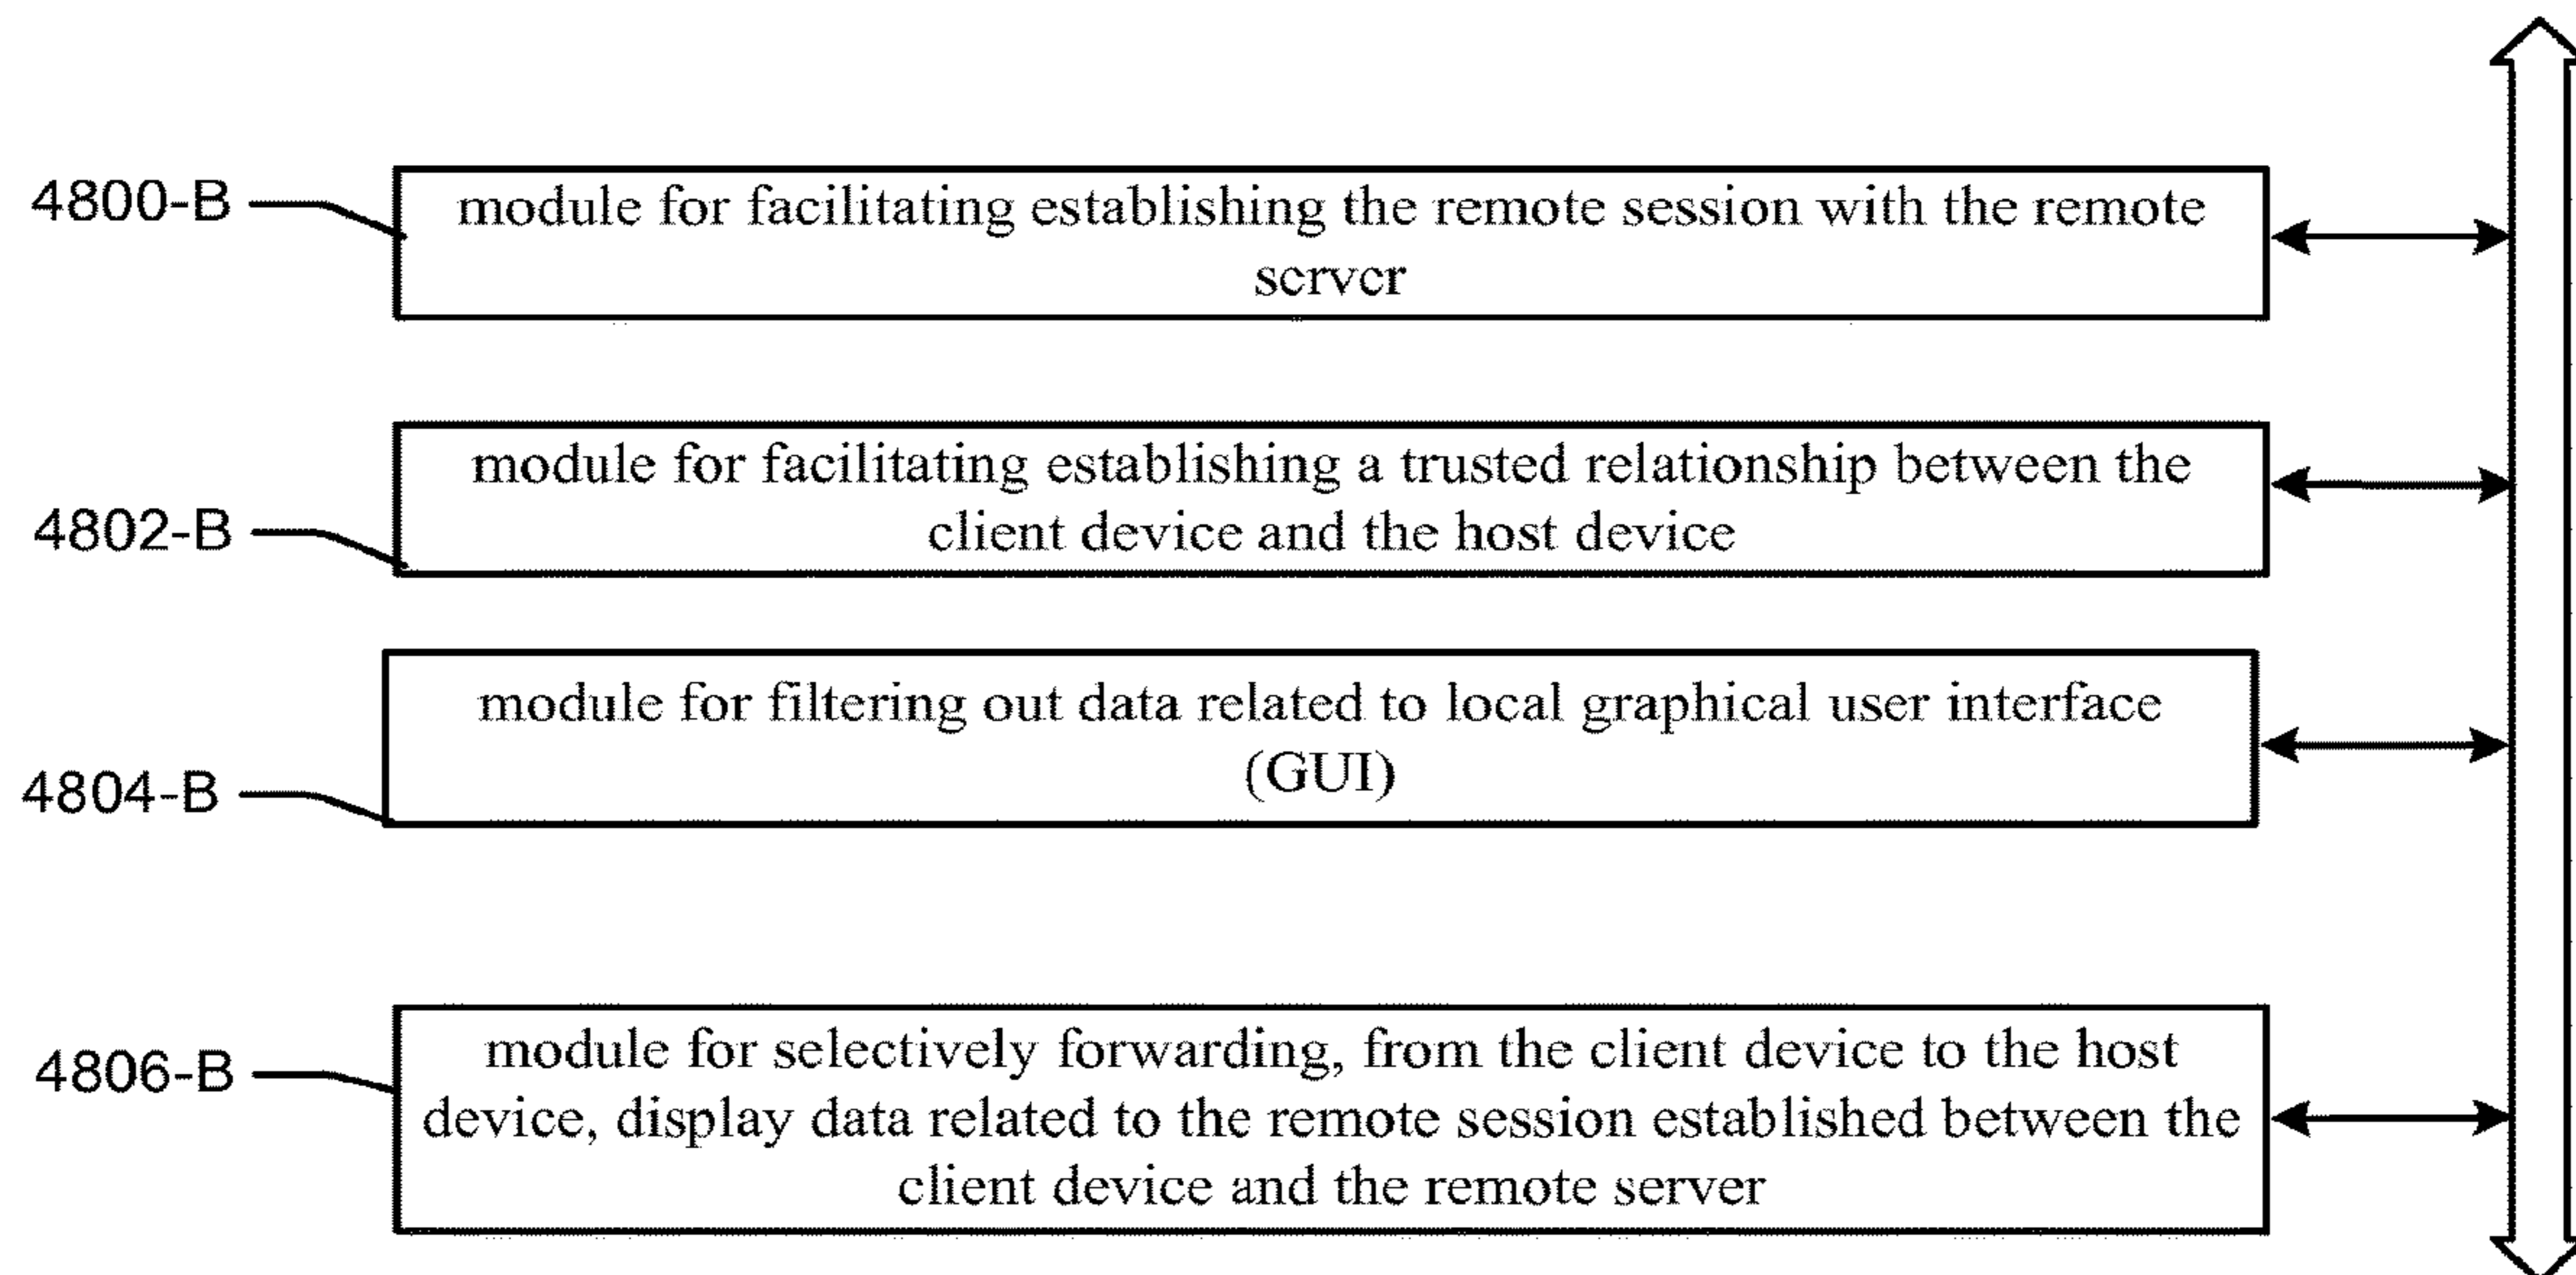 4800-B
module for facilitating establishing the remote session with the remote
server
module for facilitating establishing a trusted relationship between the
client device and the host device
4802-B
module for filtering out data related to local graphical user interface
(GUI)
4804-B
module for selectively forwarding, from the client device to the host
4806-B
device, display data related to the remote session established between the
client device and the remote server